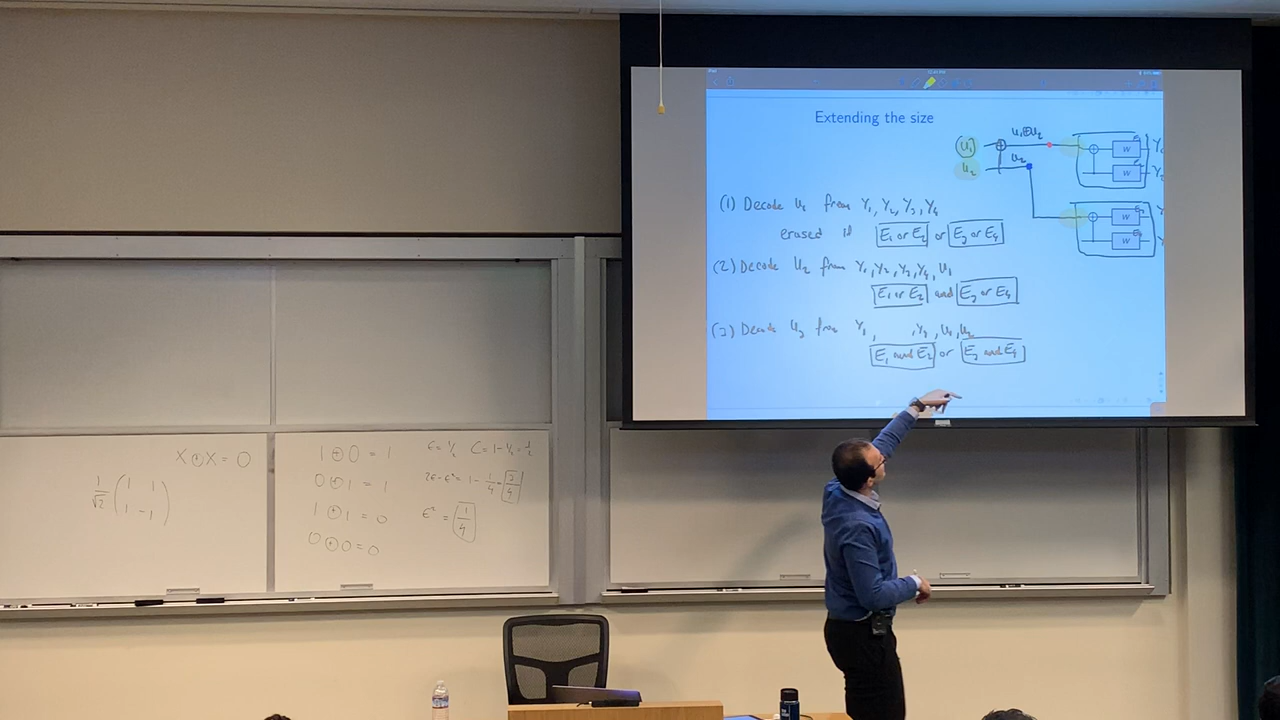 Extending the size
U₁ ⊕ U₁⊕U₂ W Y₁
U₂ U₂ W Y₂
W
W
(1) Decode U₁ from Y₁, Y₂, Y₃, Y₄
erased if E₁ or E₂ or E₃ or E₄
(2) Decode U₂ from Y₁, Y₂, Y₃, Y₄, U₁
E₁ or E₂ and E₃ or E₄
(3) Decode U₃ from Y₁, , Y₃, U₁, U₂
E₁ and E₂ or E₃ and E₄
X⊕X = 0
1/√2 (1 1
1 -1)
1 ⊕ 0 = 1
0 ⊕ 1 = 1
1 ⊕ 1 = 0
0 ⊕ 0 = 0
ϵ = 1/2 C = 1 - 1/2 = 1/2
2ϵ - ϵ² = 1 - 1/4 = 3/4
ϵ² = 1/4